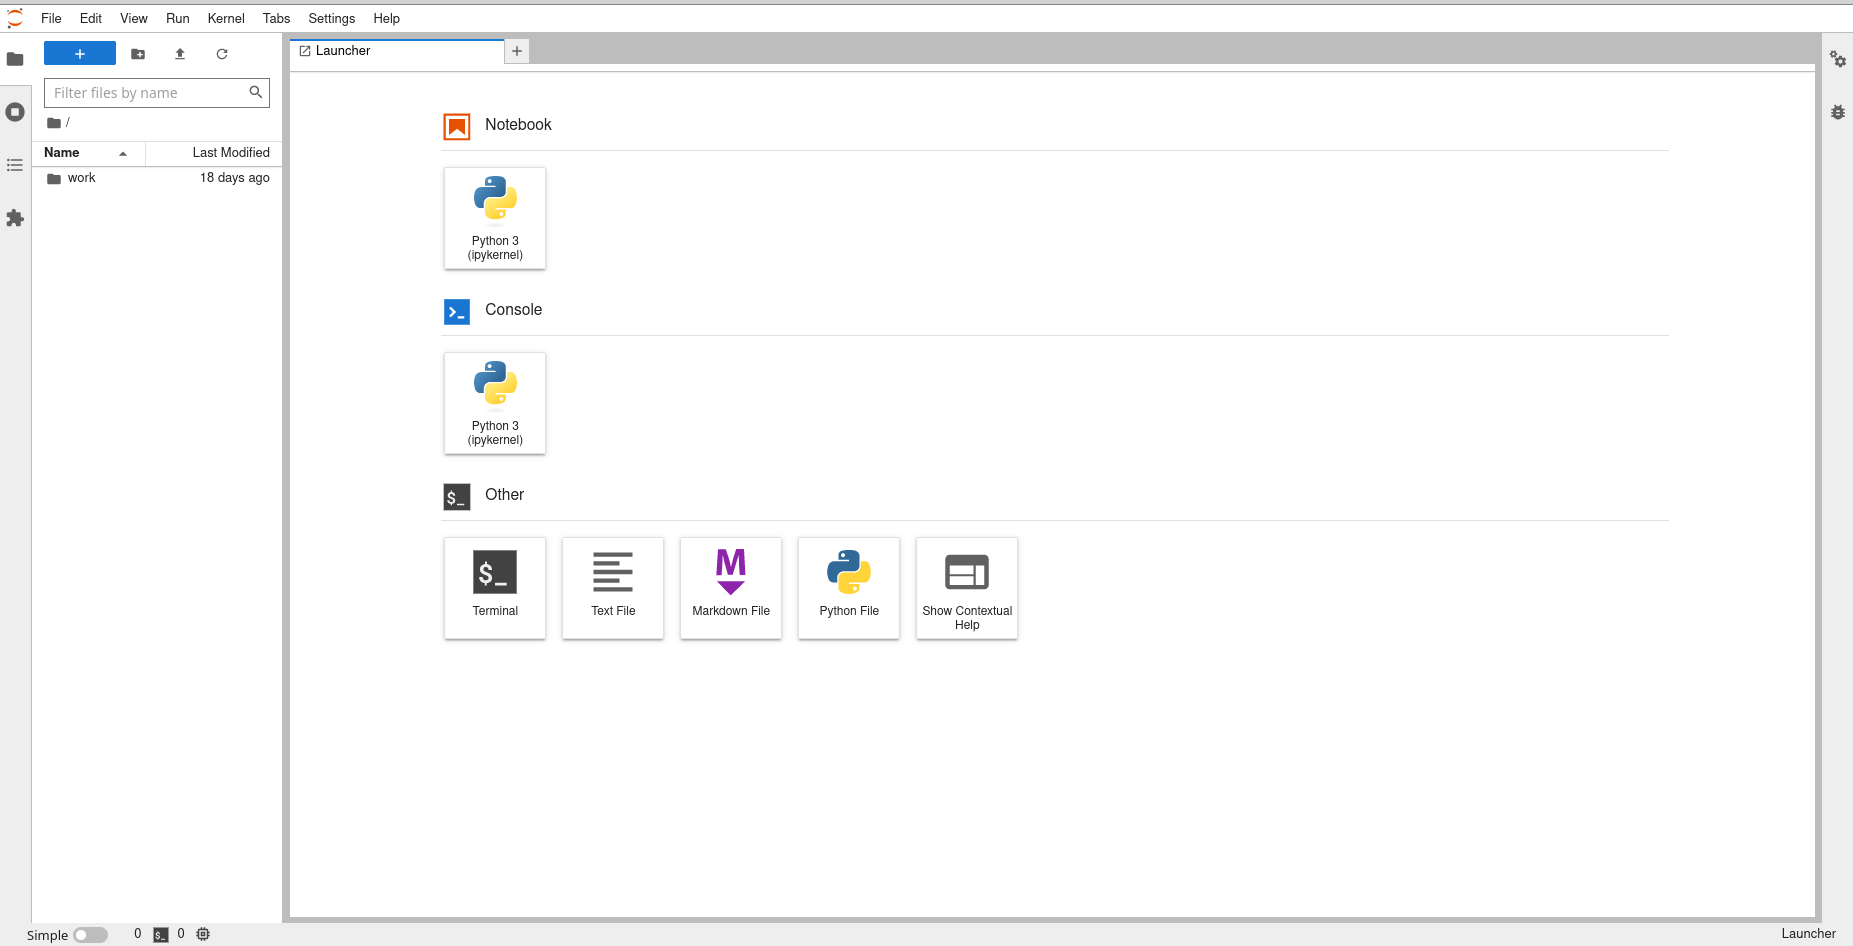 File Edit View Run Kernel Tabs Settings Help
Launcher
Filter files by name
/
Name Last Modified
work 18 days ago
Notebook
Python 3
(ipykernel)
Console
>_
Python 3
(ipykernel)
$_ Other
$_
Terminal
Text File
M
Markdown File
Python File
Show Contextual
Help
Simple 0 $_ 0 Launcher